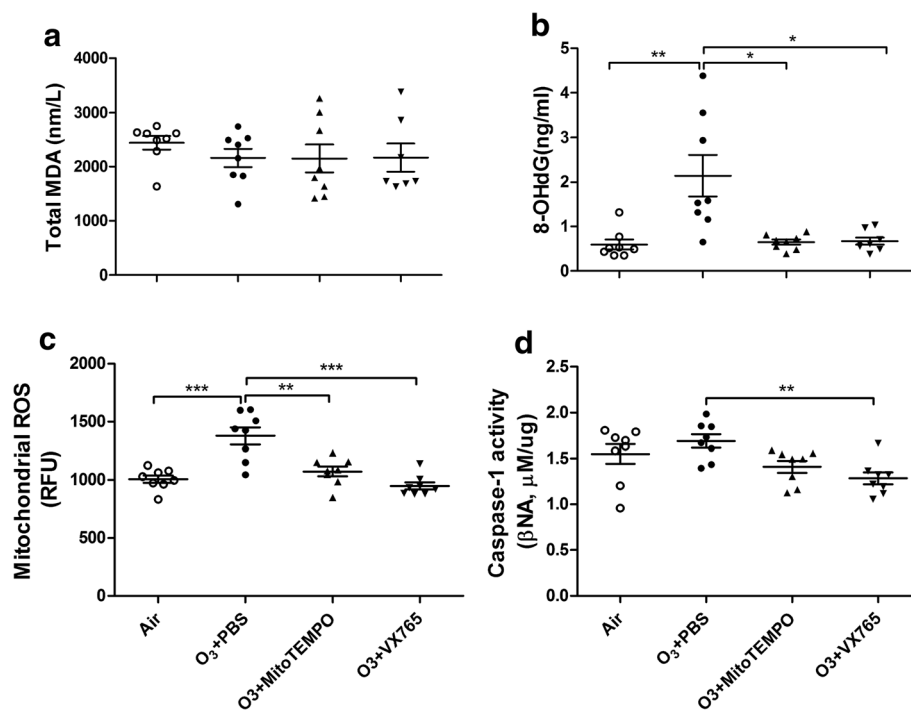 a
Total MDA (nm/L)
4000
3000
2000
1000
0
b
8-OHdG(ng/ml)
5
4
3
2
1
0
**
*
*
c
Mitochondrial ROS
(RFU)
2000
1500
1000
500
0
***
**
***
Air
O₃+PBS
O3+MitoTEMPO
O3+VX765
d
Caspase-1 activity
(βNA, μM/ug)
2.5
2.0
1.5
1.0
0.5
0.0
**
Air
O₃+PBS
O3+MitoTEMPO
O3+VX765